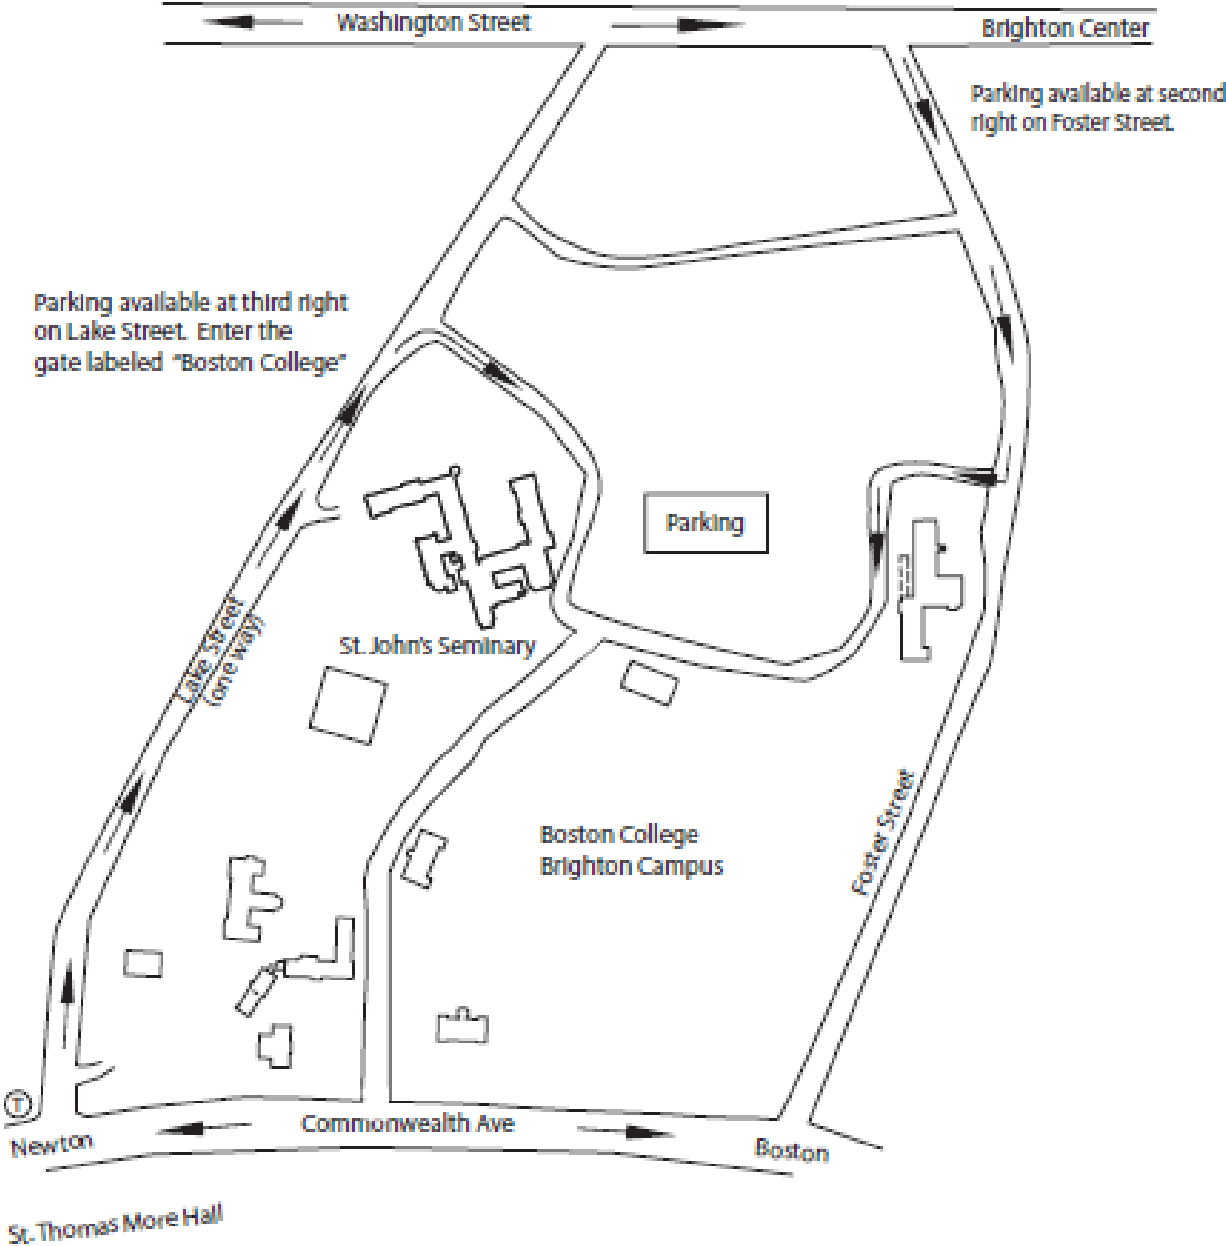 Washington Street
Brighton Center
Parking available at second
right on Foster Street.
Parking available at third right
on Lake Street. Enter the
gate labeled "Boston College"
Parking
Lake Street
(one way)
St. John's Seminary
Boston College
Brighton Campus
Foster Street
T
Commonwealth Ave
Newton
Boston
St. Thomas More Hall